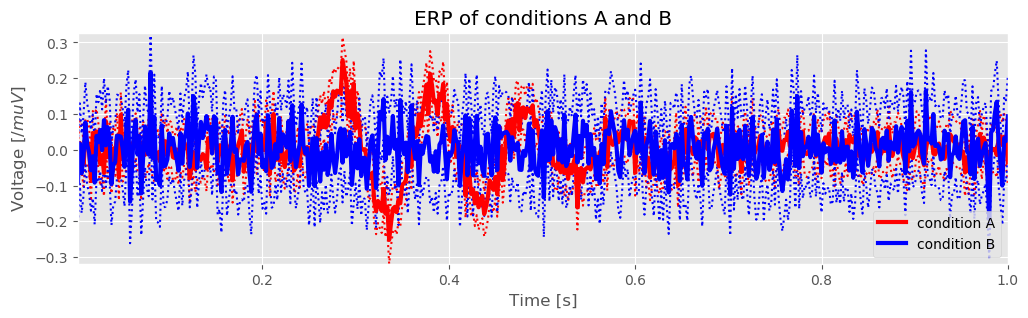 ERP of conditions A and B
Voltage [/muV]
0.3
0.2
0.1
0.0
−0.1
−0.2
−0.3
condition A
condition B
0.2
0.4
0.6
0.8
1.0
Time [s]